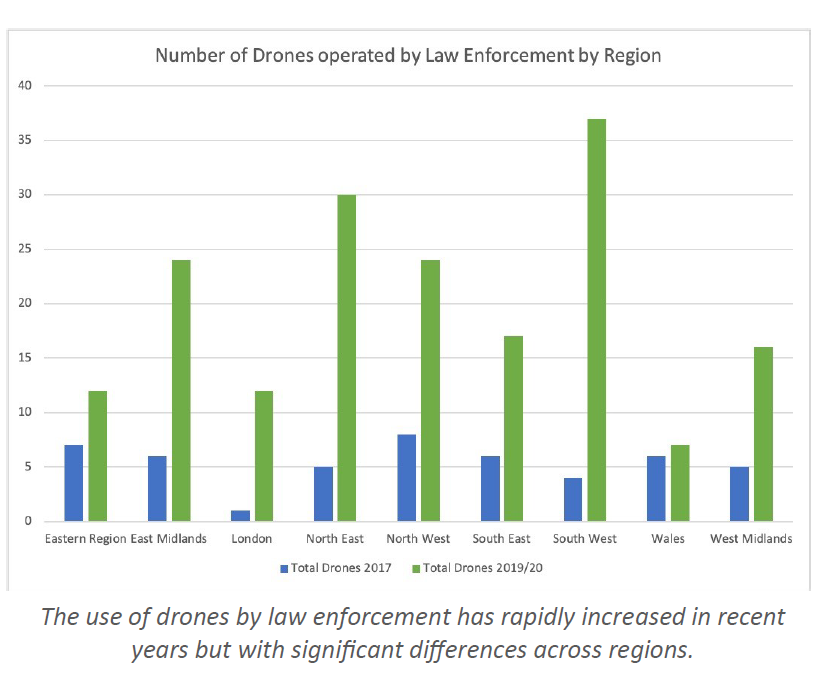 Number of Drones operated by Law Enforcement by Region
40
35
30
25
20
15
10
5
0
Eastern Region East Midlands London North East North West South East South West Wales West Midlands
Total Drones 2017 Total Drones 2019/20
The use of drones by law enforcement has rapidly increased in recent
years but with significant differences across regions.